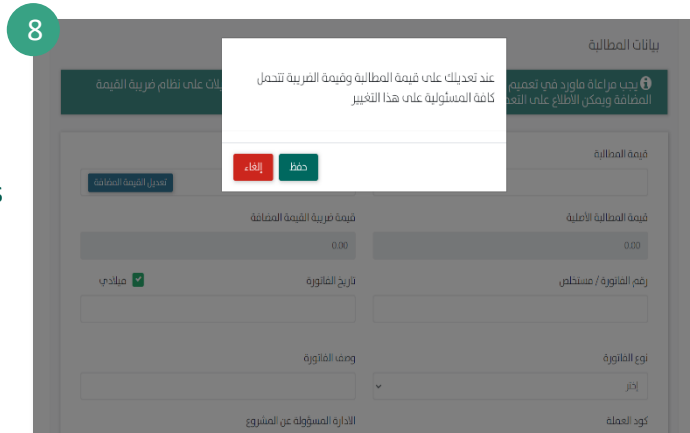 8
بيانات المطالبة
يجب مراعاة ماورد في تعميم
يلات على نظام ضريبة القيمة
المضافة ويمكن الاطلاع على التعد
عند تعديلك على قيمة المطالبة وقيمة الضريبة تتحمل
كافة المسئولية على هذا التغيير
حفظ
إلغاء
قيمة المطالبة
تعديل القيمة المضافة
قيمة المطالبة الأصلية
قيمة ضريبة القيمة المضافة
0.00
0.00
رقم الفاتورة / مستخلص
تاريخ الفاتورة
ميلادي
نوع الفاتورة
وصف الفاتورة
إختر
كود العملة
الادارة المسؤولة عن المشروع
s